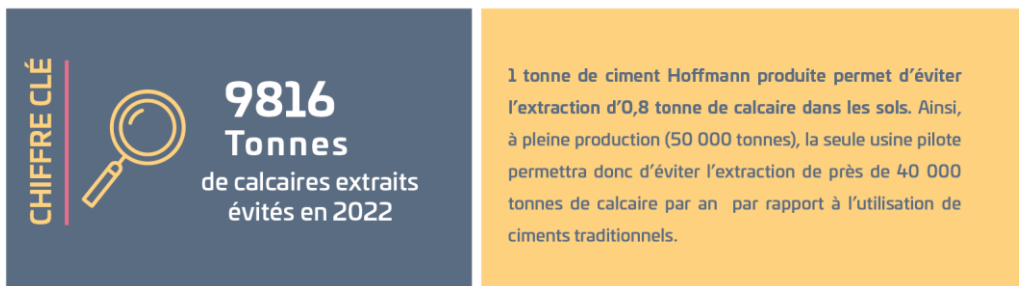 CHIFFRE CLÉ
9816
Tonnes
de calcaires extraits
évités en 2022
1 tonne de ciment Hoffmann produite permet d'éviter
l'extraction d'0,8 tonne de calcaire dans les sols. Ainsi,
à pleine production (50 000 tonnes), la seule usine pilote
permettra donc d'éviter l'extraction de près de 40 000
tonnes de calcaire par an par rapport à l'utilisation de
ciments traditionnels.